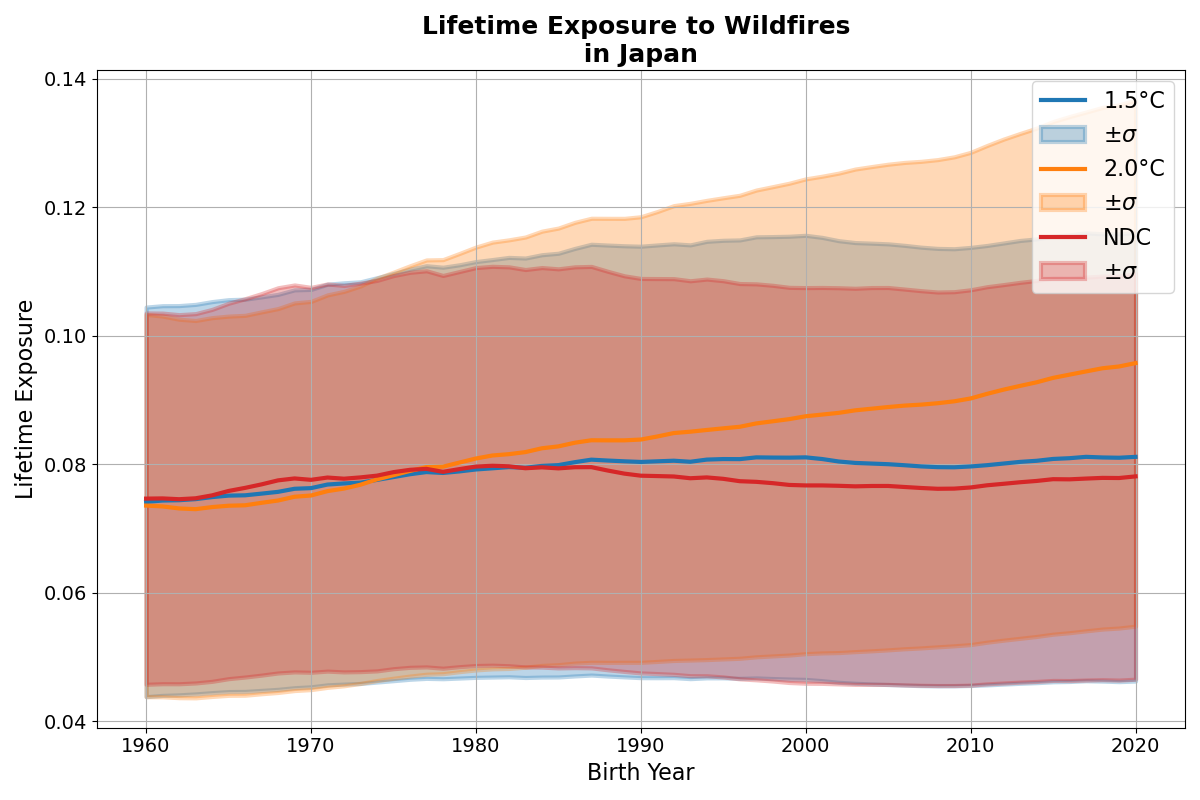 Lifetime Exposure to Wildfires
in Japan
Lifetime Exposure
0.14
0.12
0.10
0.08
0.06
0.04
1960
1970
1980
1990
2000
2010
2020
Birth Year
1.5°C
±σ
2.0°C
±σ
NDC
±σ